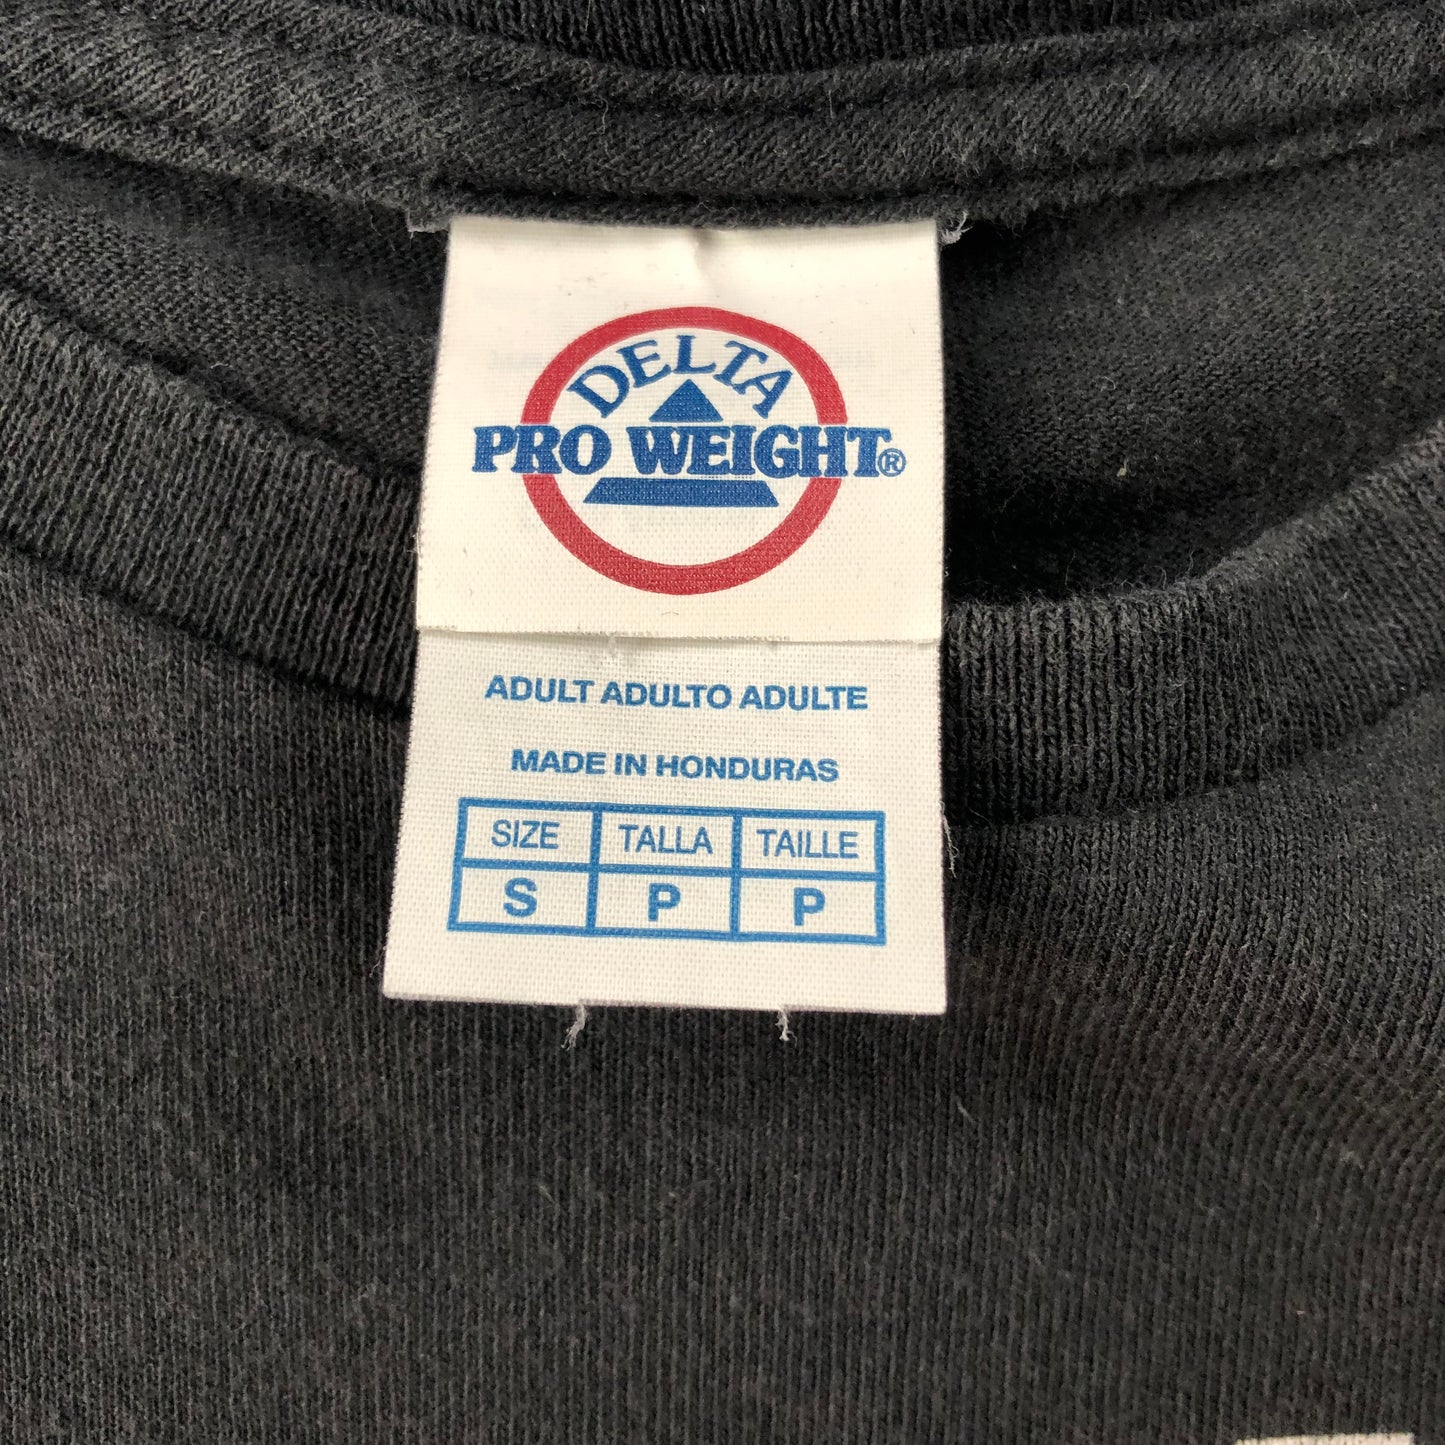 DELTA
PRO WEIGHT®
ADULT ADULTO ADULTE
MADE IN HONDURAS
SIZE TALLA TAILLE
S P P